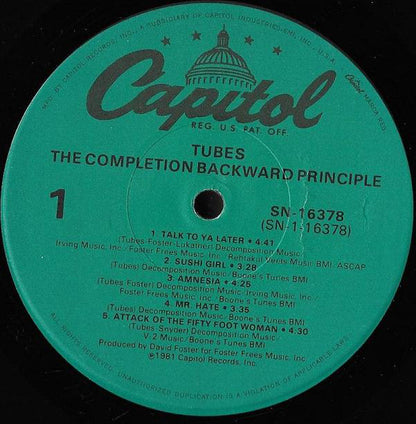 MFD. BY CAPITOL RECORDS, INC., A SUBSIDIARY OF CAPITOL INDUSTRIES-EMI, INC., U.S.A.
Capitol
REG. U.S. PAT. OFF.
TUBES
THE COMPLETION BACKWARD PRINCIPLE
1
SN-16378
(SN-1-16378)
1. TALK TO YA LATER • 4:41
(Tubes-Foster-Lukather) Decomposition Music/
Irving Music, Inc./Foster Frees Music Inc./Rehtakul Veets Music BMI/ASCAP
2. SUSHI GIRL • 3:28
(Tubes) Decomposition Music/Boone's Tunes BMI
3. AMNESIA • 4:25
(Tubes-Foster) Decomposition Music/Irving Music, Inc./
Foster Frees Music Inc./Boone's Tunes BMI
4. MR. HATE • 3:35
(Tubes) Decomposition Music/Boone's Tunes BMI
5. ATTACK OF THE FIFTY FOOT WOMAN • 4:30
(Tubes-Snyder) Decomposition Music/
V 2 Music/Boone's Tunes BMI
Produced by David Foster for Foster Frees Music Inc.
℗1981 Capitol Records, Inc.
ALL RIGHTS RESERVED. UNAUTHORIZED DUPLICATION IS A VIOLATION OF APPLICABLE LAWS.